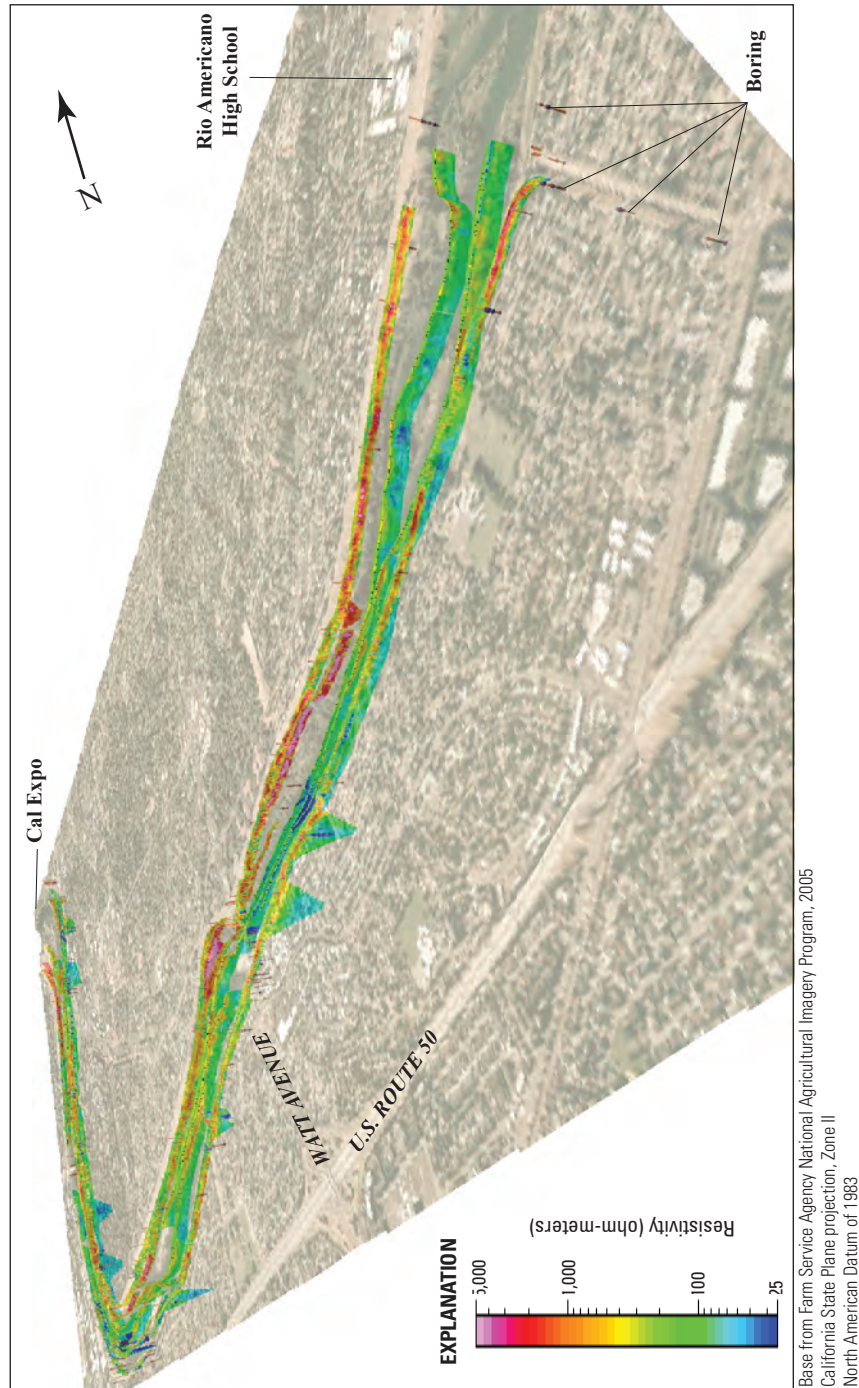 N
Rio Americano
High School
Cal Expo
Boring
WATT AVENUE
U.S. ROUTE 50
EXPLANATION
5,000
1,000
100
25
Resistivity (ohm-meters)
Base from Farm Service Agency National Agricultural Imagery Program, 2005
California State Plane projection, Zone II
North American Datum of 1983